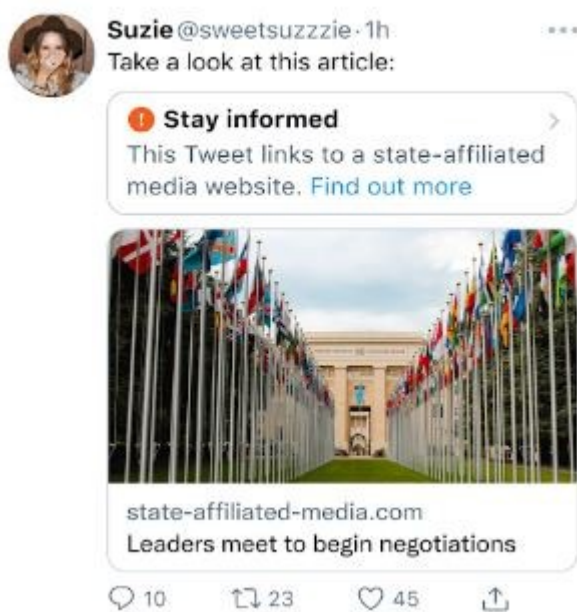 Suzie @sweetsuzzzie · 1h
Take a look at this article:
! Stay informed
This Tweet links to a state-affiliated
media website. Find out more
state-affiliated-media.com
Leaders meet to begin negotiations
10 23 45